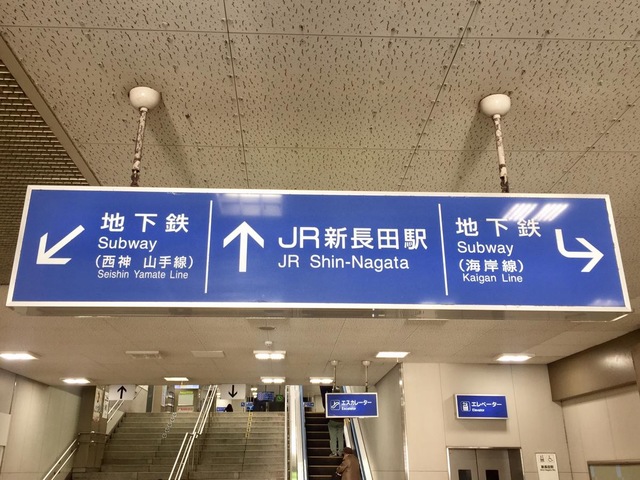 地下鉄
Subway
(西神 山手線)
Seishin Yamate Line
JR新長田駅
JR Shin-Nagata
地下鉄
Subway
(海岸線)
Kaigan Line
エスカレーター
Escalator
エレベーター
Elevator